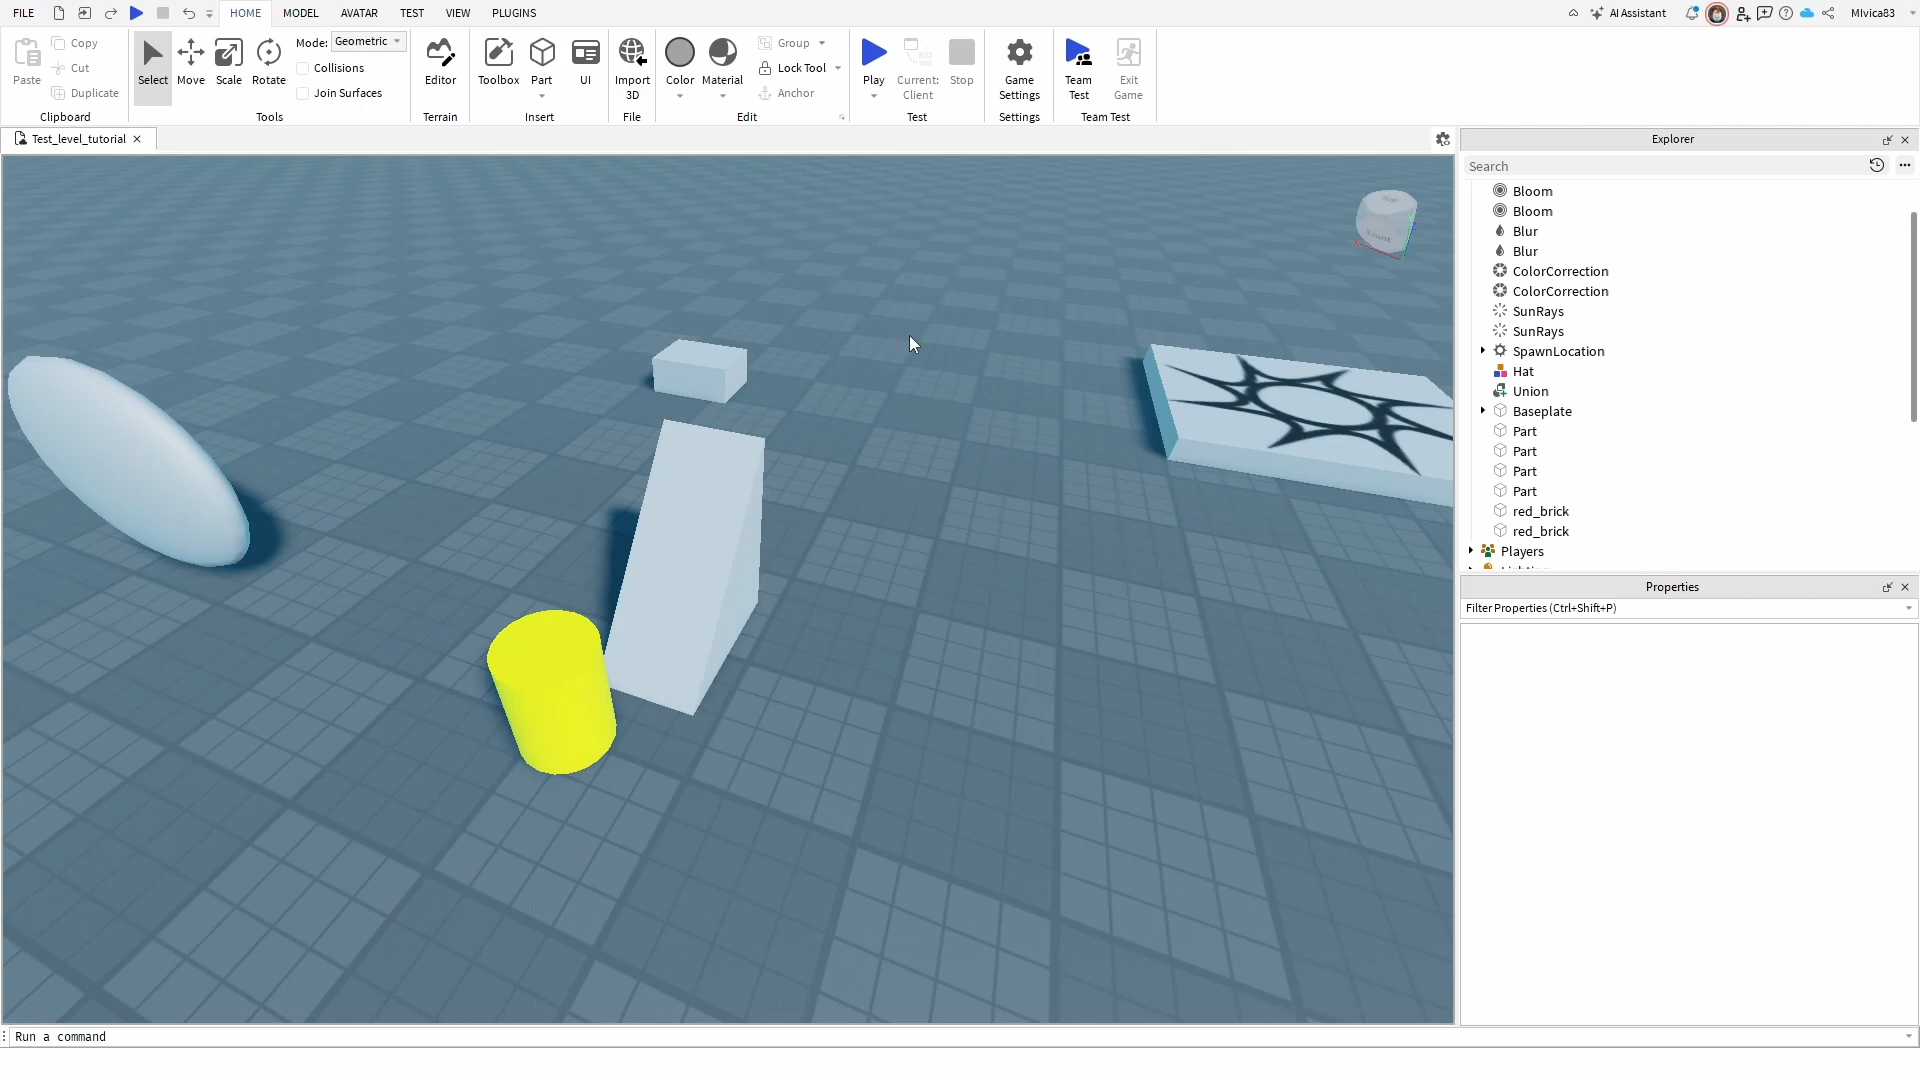 FILE HOME MODEL AVATAR TEST VIEW PLUGINS AI Assistant MIvica83
Paste Copy Cut Duplicate
Clipboard
Select Move Scale Rotate
Mode: Geometric
Collisions
Join Surfaces
Tools
Editor
Terrain
Toolbox Part UI
Insert
Import
3D
File
Color Material
Group
Lock Tool
Anchor
Edit
Play Current:
Client Stop
Test
Game
Settings
Settings
Team
Test Exit
Game
Team Test
Test_level_tutorial
Top
Front
Explorer
Search
Bloom
Bloom
Blur
Blur
ColorCorrection
ColorCorrection
SunRays
SunRays
SpawnLocation
Hat
Union
Baseplate
Part
Part
Part
Part
red_brick
red_brick
Players
Properties
Filter Properties (Ctrl+Shift+P)
Run a command